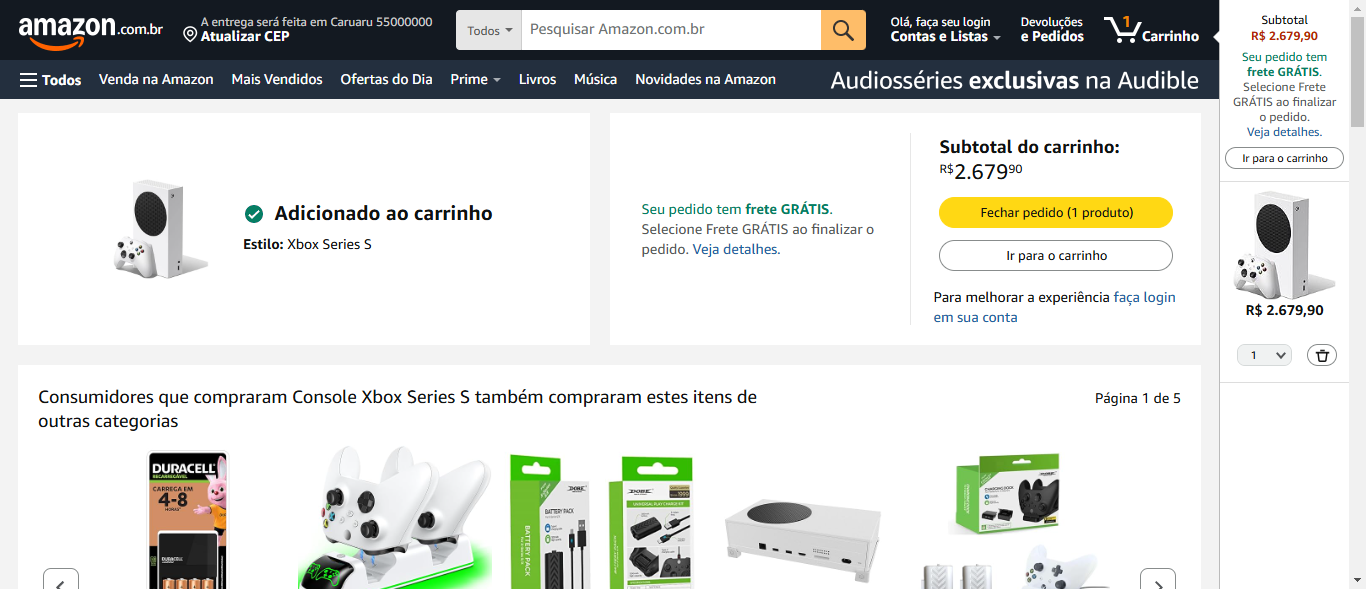 amazon.com.br
A entrega será feita em Caruaru 55000000
Atualizar CEP
Todos
Pesquisar Amazon.com.br
Olá, faça seu login
Contas e Listas
Devoluções
e Pedidos
1
Carrinho
Todos
Venda na Amazon
Mais Vendidos
Ofertas do Dia
Prime
Livros
Música
Novidades na Amazon
Audiosséries exclusivas na Audible
Adicionado ao carrinho
Estilo: Xbox Series S
Seu pedido tem frete GRÁTIS.
Selecione Frete GRÁTIS ao finalizar o
pedido. Veja detalhes.
Subtotal do carrinho:
R$2.67990
Fechar pedido (1 produto)
Ir para o carrinho
Para melhorar a experiência faça login
em sua conta
Subtotal
R$ 2.679,90
Seu pedido tem
frete GRÁTIS.
Selecione Frete
GRÁTIS ao finalizar
o pedido.
Veja detalhes.
Ir para o carrinho
R$ 2.679,90
1
Consumidores que compraram Console Xbox Series S também compraram estes itens de
outras categorias
Página 1 de 5
DURACELL
RECARREGÁVEL
CARREGA EM
4-8
HORAS*
DURACELL
DOBE
BATTERY PACK
BATTERY PACK
DOBE
CHARGING DOCK